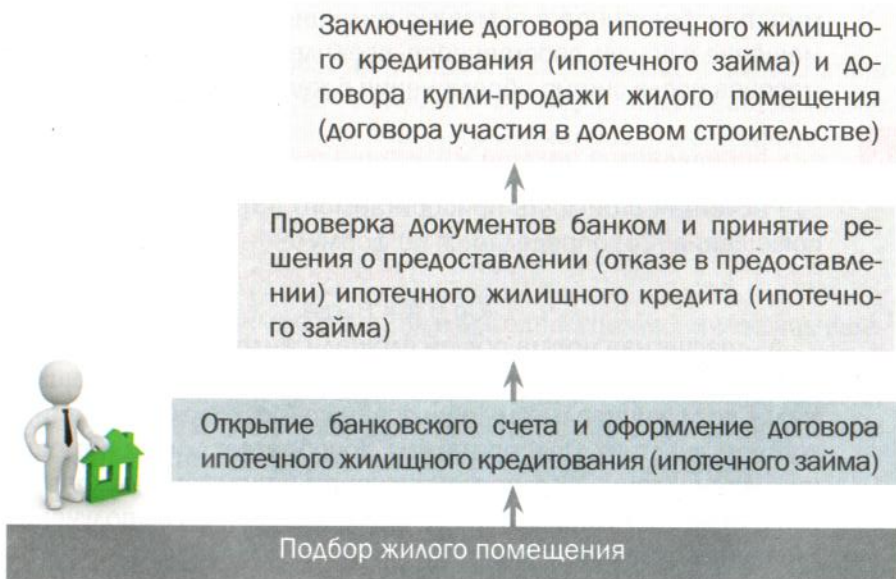 Заключение договора ипотечного жилищно-
го кредитования (ипотечного займа) и до-
говора купли-продажи жилого помещения
(договора участия в долевом строительстве)
Проверка документов банком и принятие ре-
шения о предоставлении (отказе в предоставле-
нии) ипотечного жилищного кредита (ипотечно-
го займа)
Открытие банковского счета и оформление договора
ипотечного жилищного кредитования (ипотечного займа)
Подбор жилого помещения